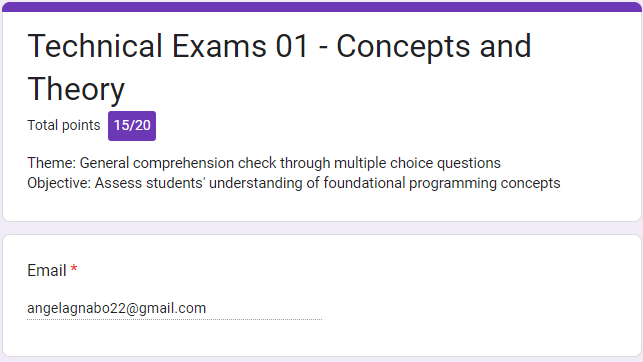 Technical Exams 01 - Concepts and
Theory
Total points 15/20
Theme: General comprehension check through multiple choice questions
Objective: Assess students' understanding of foundational programming concepts
Email *
angelagnabo22@gmail.com